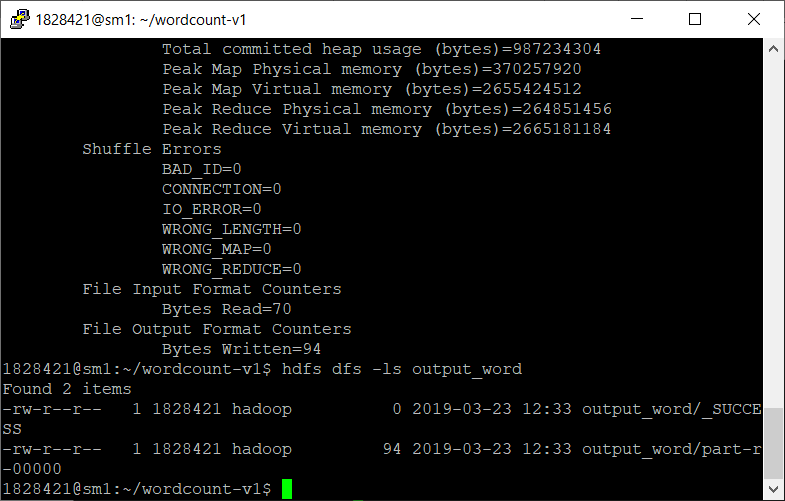 1828421@sm1: ~/wordcount-v1
Total committed heap usage (bytes)=987234304
Peak Map Physical memory (bytes)=370257920
Peak Map Virtual memory (bytes)=2655424512
Peak Reduce Physical memory (bytes)=264851456
Peak Reduce Virtual memory (bytes)=2665181184
Shuffle Errors
BAD_ID=0
CONNECTION=0
IO_ERROR=0
WRONG_LENGTH=0
WRONG_MAP=0
WRONG_REDUCE=0
File Input Format Counters
Bytes Read=70
File Output Format Counters
Bytes Written=94
1828421@sm1:~/wordcount-v1$ hdfs dfs -ls output_word
Found 2 items
-rw-r--r--   1 1828421 hadoop          0 2019-03-23 12:33 output_word/_SUCCE
SS
-rw-r--r--   1 1828421 hadoop         94 2019-03-23 12:33 output_word/part-r
-00000
1828421@sm1:~/wordcount-v1$